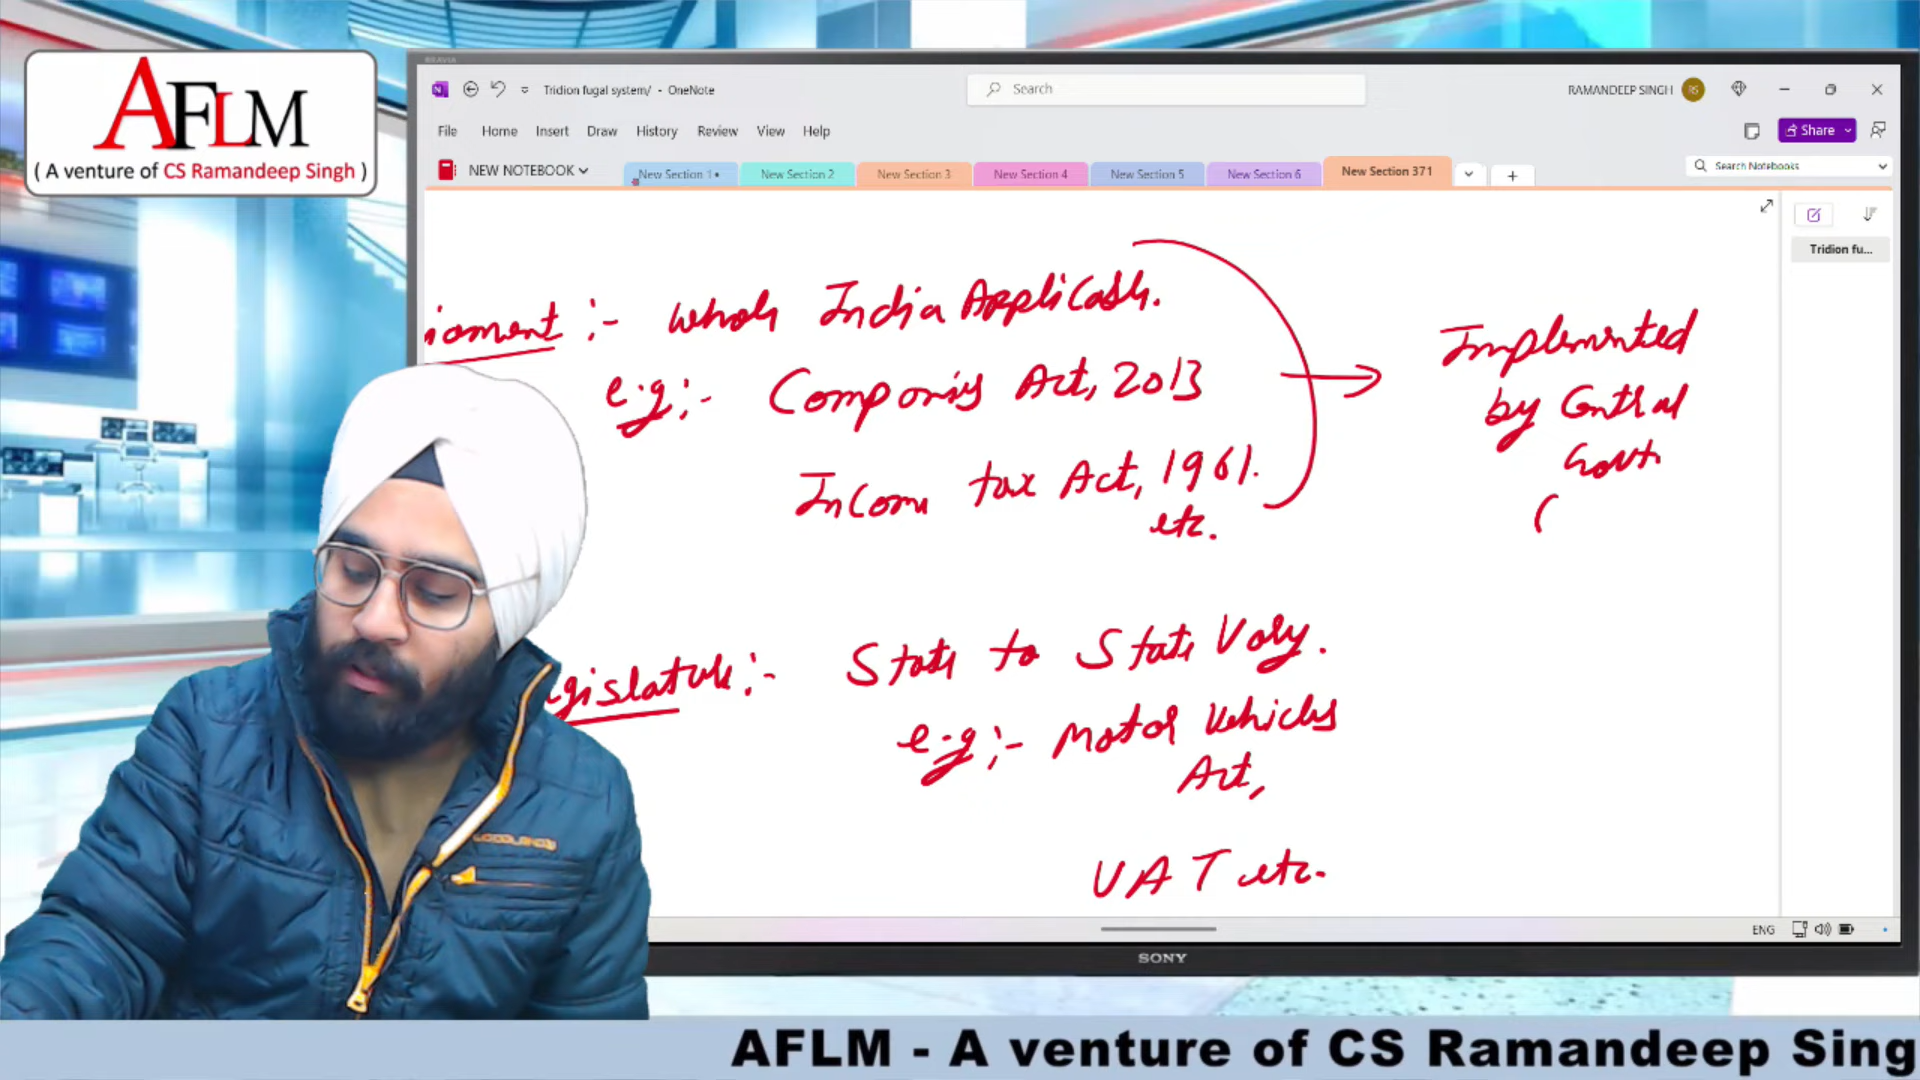 BRAVIA
AFLM
( A venture of CS Ramandeep Singh )
Tridion fugal system/ - OneNote
Search
RAMANDEEP SINGH
RS
File Home Insert Draw History Review View Help
Share
NEW NOTEBOOK
New Section 1
New Section 2
New Section 3
New Section 4
New Section 5
New Section 6
New Section 371
+
Search Notebooks
Tridion fu...
iament :- Whole India Applicable.
e.g:- Companies Act, 2013
Income tax Act, 1961.
etc.
Implemented
by Central
Govt.
(
gislature :- State to State Vary.
e.g:- Motor Vehicles
Act,
VAT etc.
ENG
SONY
WOODLANDS
AFLM - A venture of CS Ramandeep Sing